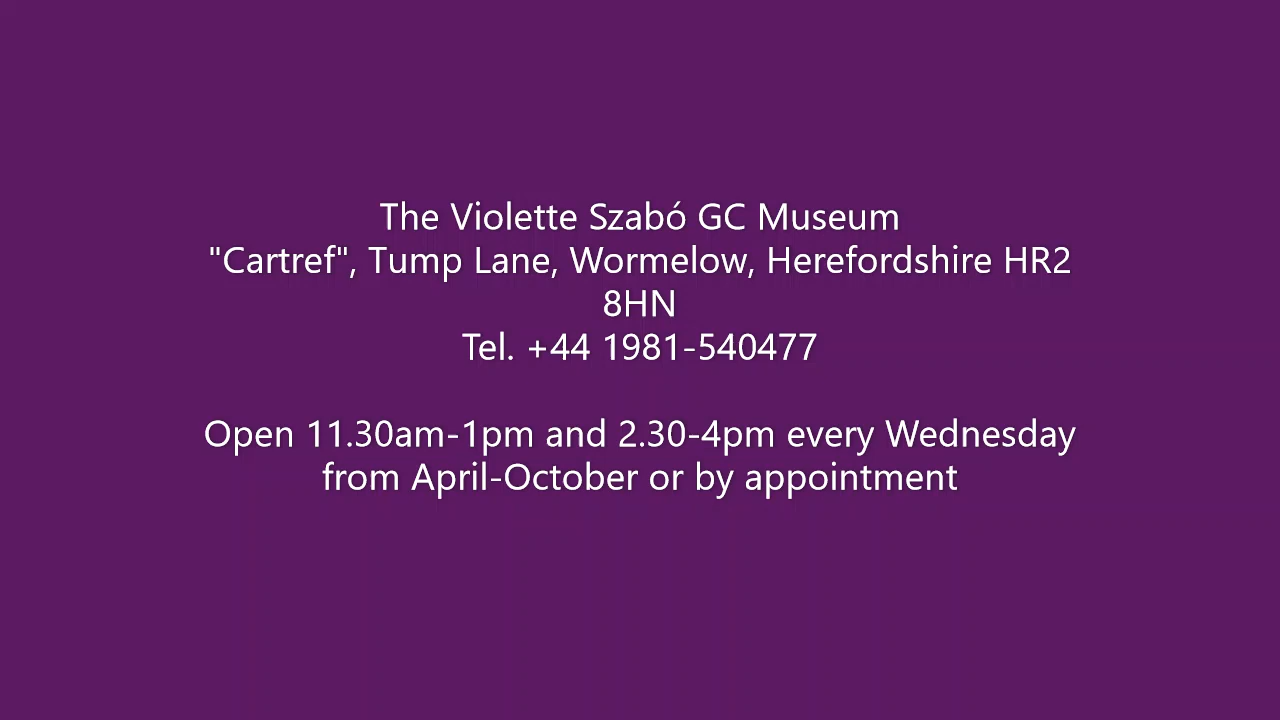 The Violette Szabó GC Museum
"Cartref", Tump Lane, Wormelow, Herefordshire HR2
8HN
Tel. +44 1981-540477
Open 11.30am-1pm and 2.30-4pm every Wednesday
from April-October or by appointment